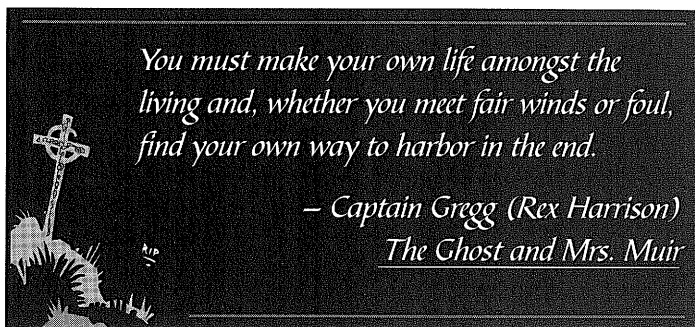 You must make your own life amongst the
living and, whether you meet fair winds or foul,
find your own way to harbor in the end.
– Captain Gregg (Rex Harrison)
The Ghost and Mrs. Muir
RIP